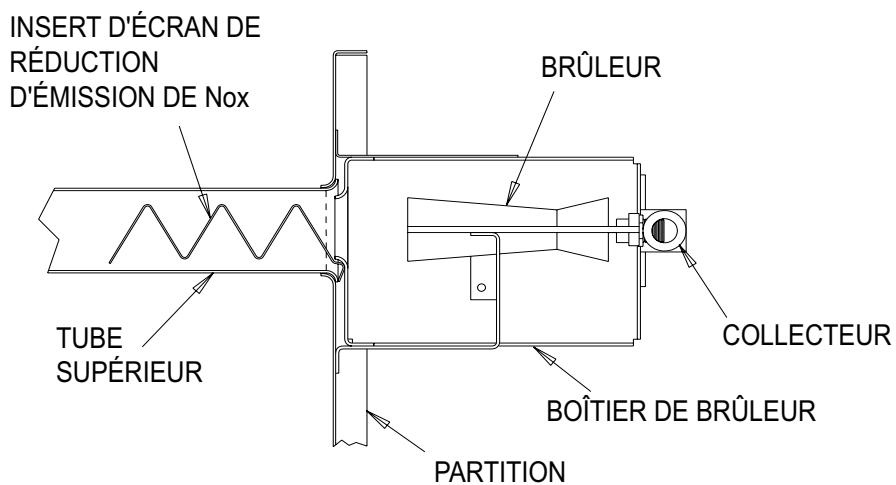 INSERT D'ÉCRAN DE
RÉDUCTION
D'ÉMISSION DE Nox
BRÛLEUR
TUBE
SUPÉRIEUR
COLLECTEUR
BOÎTIER DE BRÛLEUR
PARTITION